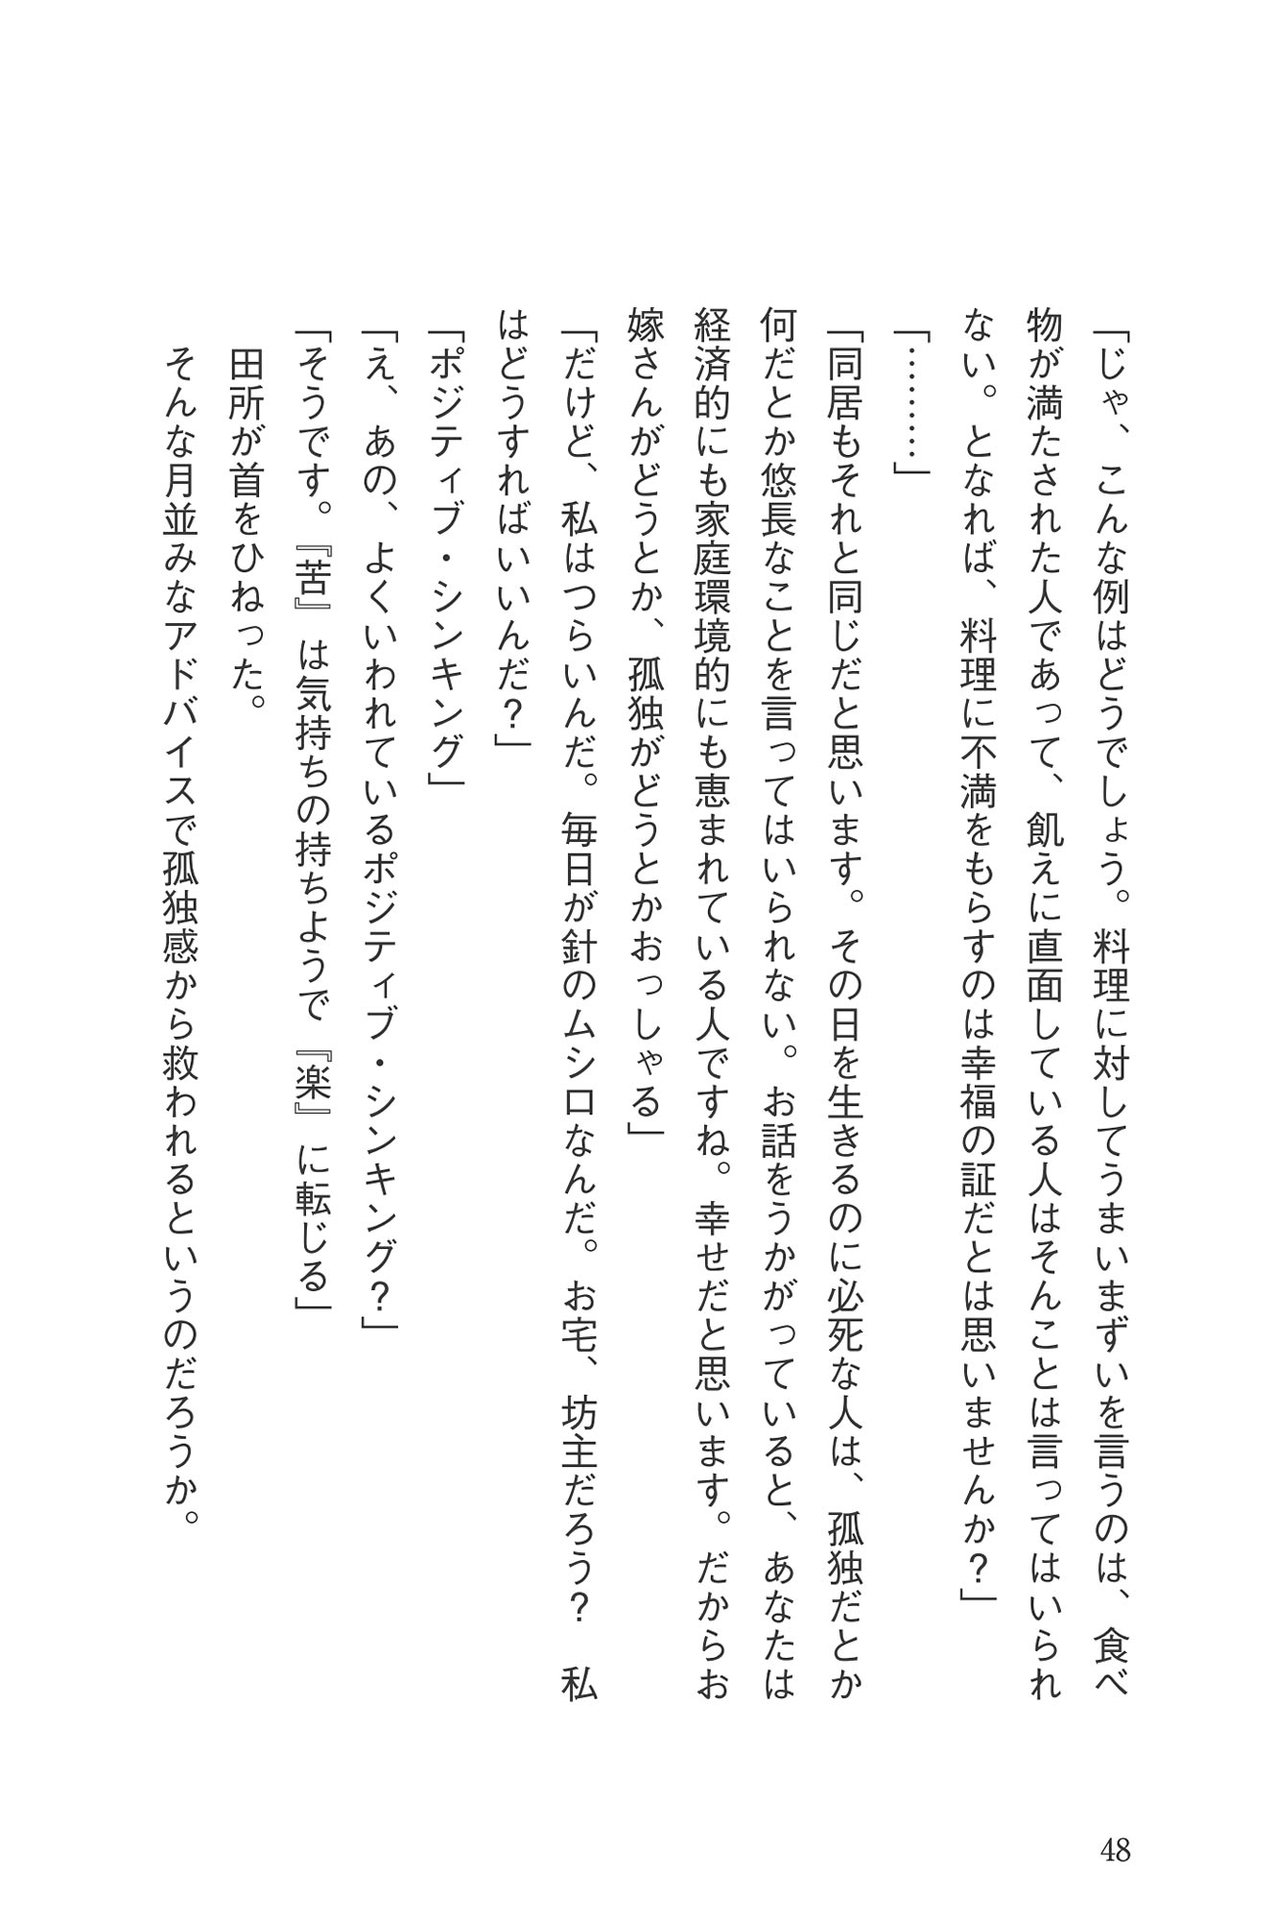 「じゃ、こんな例はどうでしょう。料理に対してうまいまずいを言うのは、食べ
物が満たされた人であって、飢えに直面している人はそんことは言ってはいられ
ない。となれば、料理に不満をもらすのは幸福の証だとは思いませんか？」
「………」
「同居もそれと同じだと思います。その日を生きるのに必死な人は、孤独だとか
何だとか悠長なことを言ってはいられない。お話をうかがっていると、あなたは
経済的にも家庭環境的にも恵まれている人ですね。幸せだと思います。だからお
嫁さんがどうとか、孤独がどうとかおっしゃる」
「だけど、私はつらいんだ。毎日が針のムシロなんだ。お宅、坊主だろう？　私
はどうすればいいんだ？」
「ポジティブ・シンキング」
「え、あの、よくいわれているポジティブ・シンキング？」
「そうです。『苦』は気持ちの持ちようで『楽』に転じる」
　田所が首をひねった。
　そんな月並みなアドバイスで孤独感から救われるというのだろうか。
48